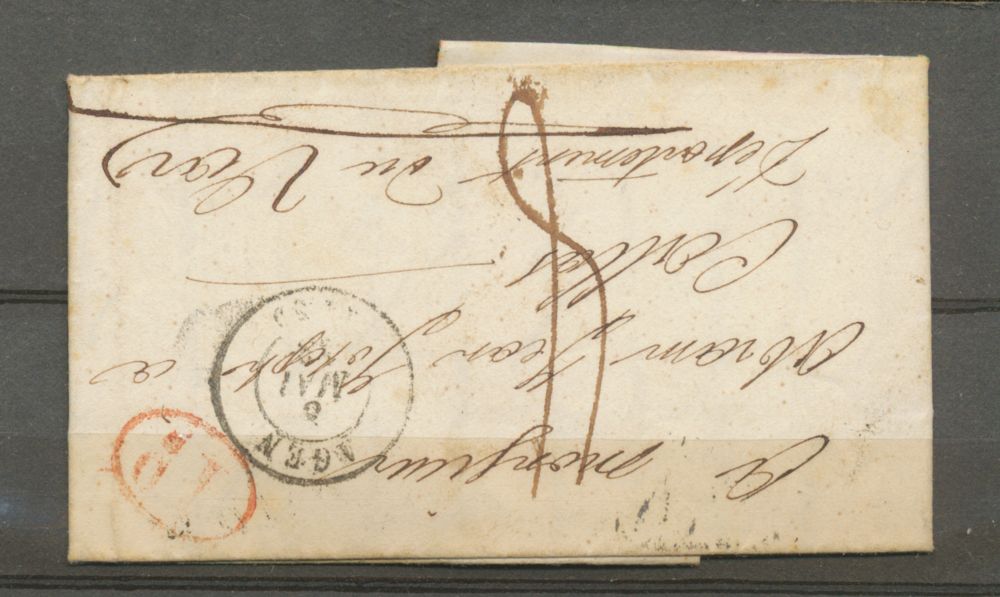 A
monsieur
Abram Jean Joseph a
Callas
Département du Var
AGEN
8
MAI